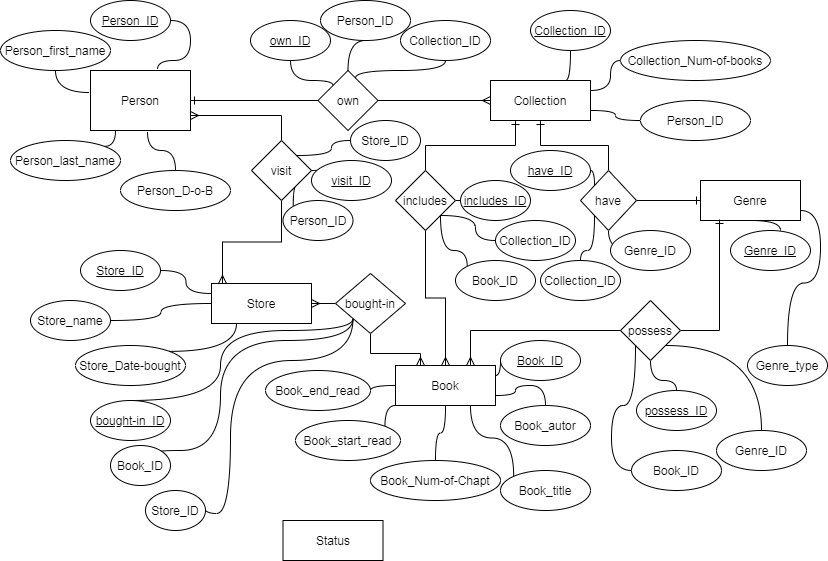 Person_ID
Person_ID
Collection_ID
Person_first_name
own_ID
Collection_ID
Collection_Num-of-books
Person
own
Collection
Person_ID
Store_ID
Person_last_name
visit
visit_ID
have_ID
Person_D-o-B
includes
includes_ID
have
Genre
Person_ID
Collection_ID
Genre_ID
Genre_ID
Store_ID
Book_ID
Collection_ID
Store
bought-in
Store_name
possess
Store_Date-bought
Book_ID
Genre_type
Book_end_read
Book
bought-in_ID
possess_ID
Book_start_read
Book_autor
Genre_ID
Book_ID
Book_ID
Book_Num-of-Chapt
Book_title
Store_ID
Status